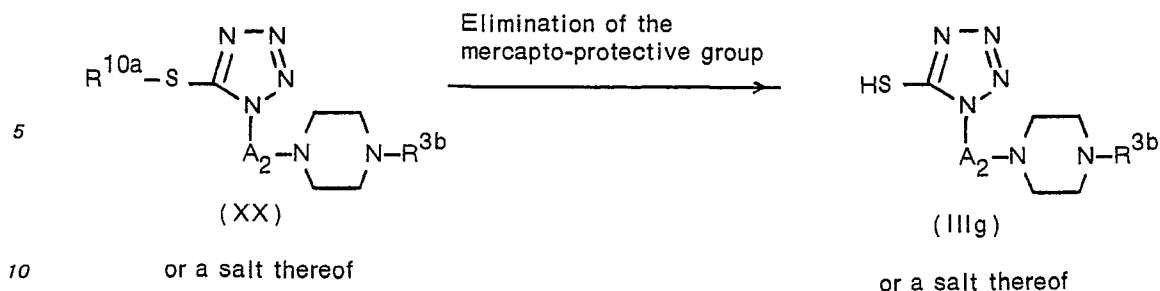 Elimination of the
mercapto-protective group
N N
R10a S N
N
A2 N N R3b
(XX)
or a salt thereof
N N
HS N
N
A2 N N R3b
(IIIg)
or a salt thereof
5
10